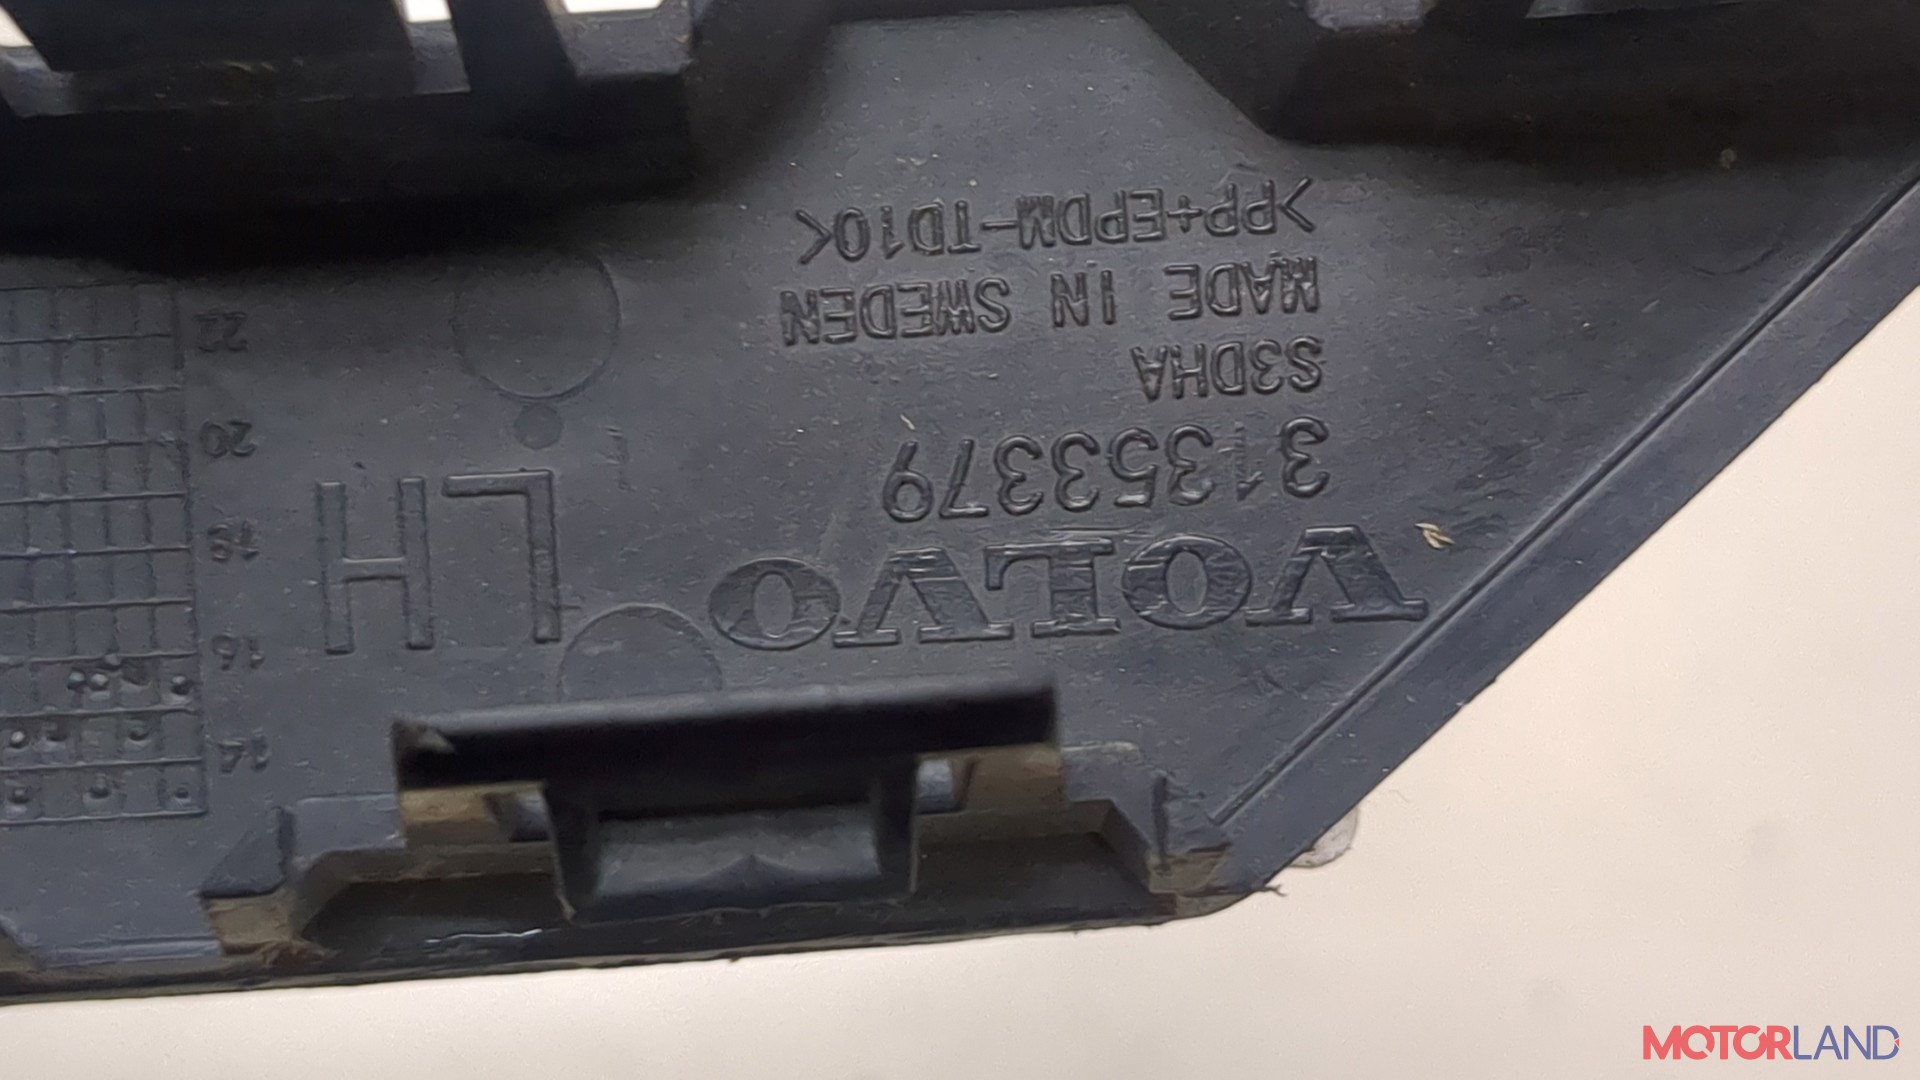 VOLVO
31353379
S3DHA
MADE IN SWEDEN
>PP+EPDM-TD10<
LH
14
16
18
20
22
MOTORLAND